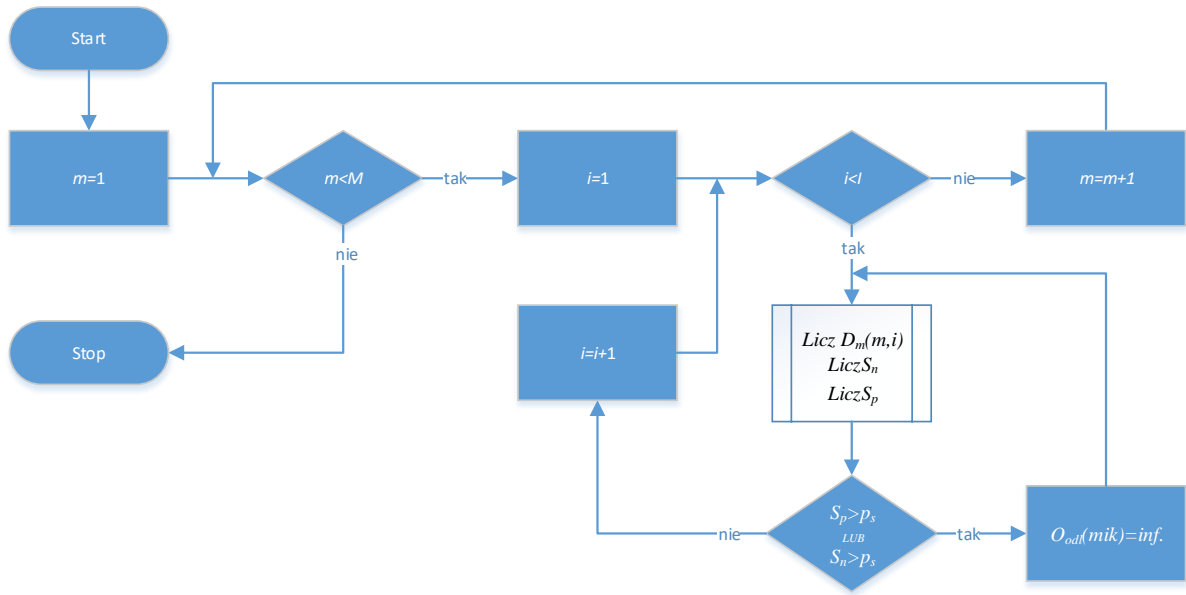 Start
m=1
m<M
tak
i=1
i<I
nie
m=m+1
nie
tak
Stop
i=i+1
Licz Dm(m,i)
LiczSn
LiczSp
Sp>ps
LUB
Sn>ps
nie
tak
Oodl(mik)=inf.